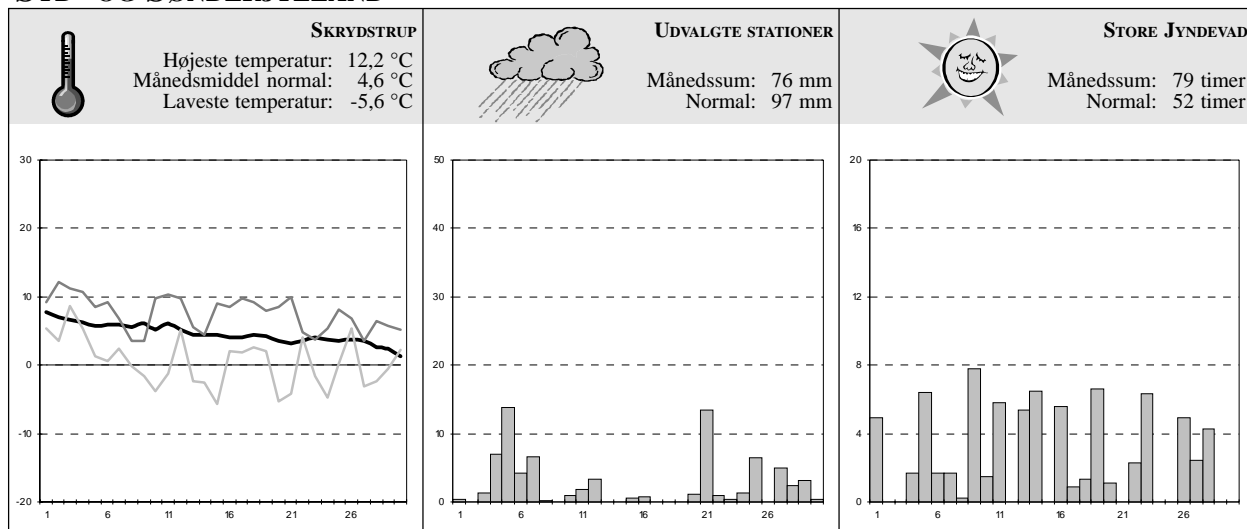 SYD- OG SØNDERJYLLAND
SKRYDSTRUP
Højeste temperatur: 12,2 °C
Månedsmiddel normal: 4,6 °C
Laveste temperatur: -5,6 °C
UDVALGTE STATIONER
Månedssum: 76 mm
Normal: 97 mm
STORE JYNDEVAD
Månedssum: 79 timer
Normal: 52 timer
30
20
10
0
-10
-20
1 6 11 16 21 26
50
40
30
20
10
0
1 6 11 16 21 26
20
16
12
8
4
0
1 6 11 16 21 26